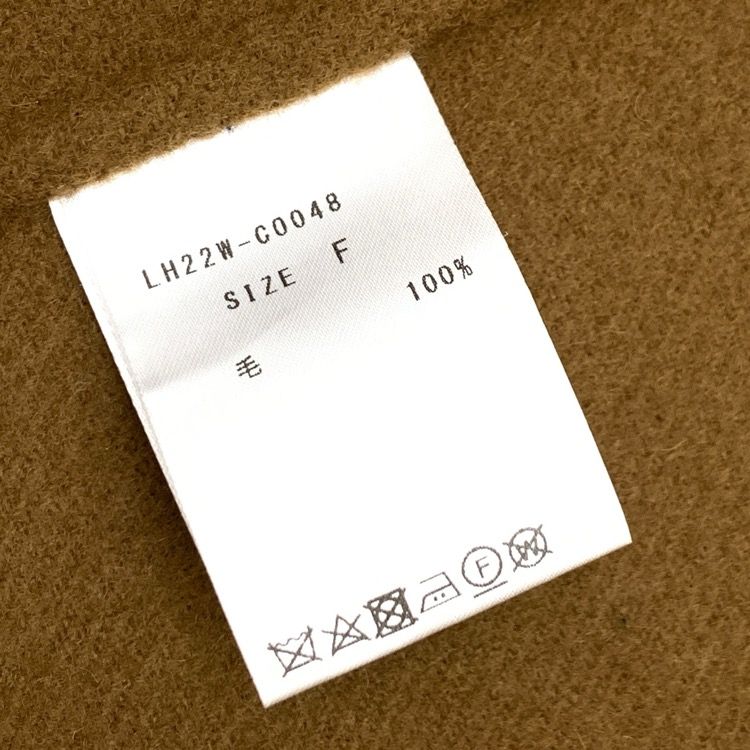 LH22W-C0048
SIZE F
毛 100%
F
W